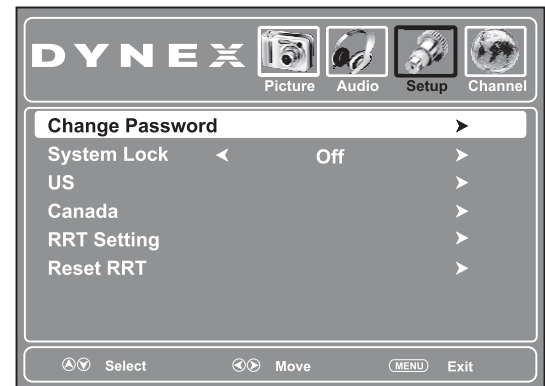 DYNEX
Picture Audio Setup Channel
Change Password
System Lock Off
US
Canada
RRT Setting
Reset RRT
Select Move MENU Exit